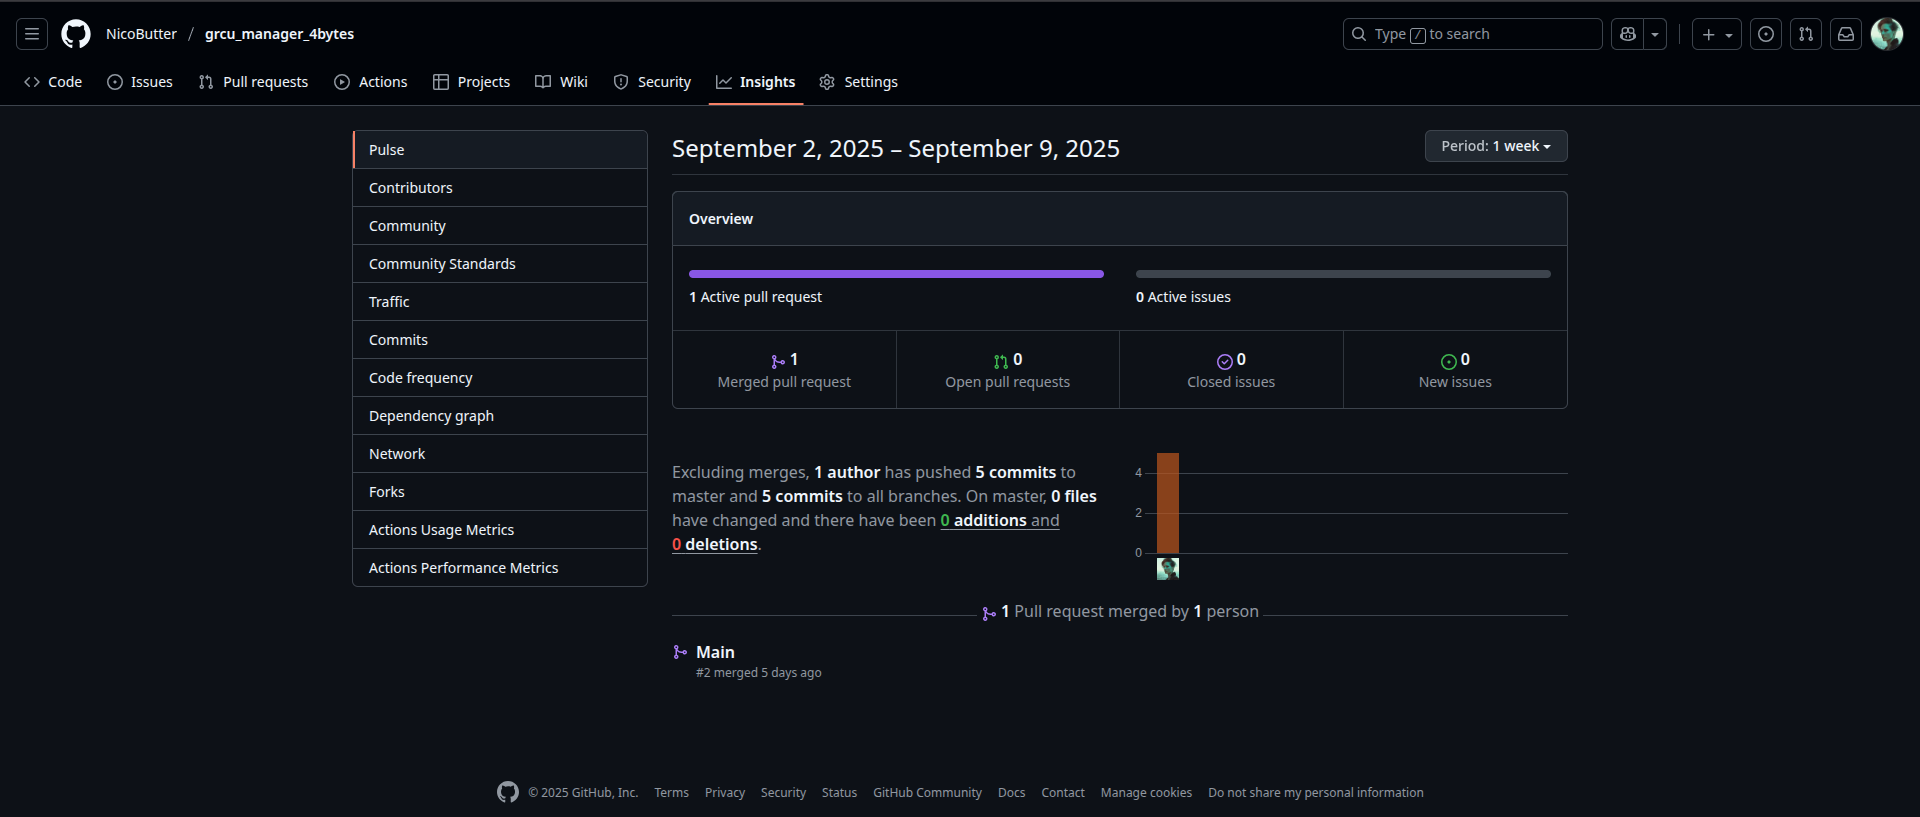 NicoButter / grcu_manager_4bytes
Type / to search
Code Issues Pull requests Actions Projects Wiki Security Insights Settings
Pulse
Contributors
Community
Community Standards
Traffic
Commits
Code frequency
Dependency graph
Network
Forks
Actions Usage Metrics
Actions Performance Metrics
September 2, 2025 – September 9, 2025
Period: 1 week
Overview
1 Active pull request
0 Active issues
1
Merged pull request
0
Open pull requests
0
Closed issues
0
New issues
Excluding merges, 1 author has pushed 5 commits to
master and 5 commits to all branches. On master, 0 files
have changed and there have been 0 additions and
0 deletions.
4
2
0
1 Pull request merged by 1 person
Main
#2 merged 5 days ago
© 2025 GitHub, Inc. Terms Privacy Security Status GitHub Community Docs Contact Manage cookies Do not share my personal information